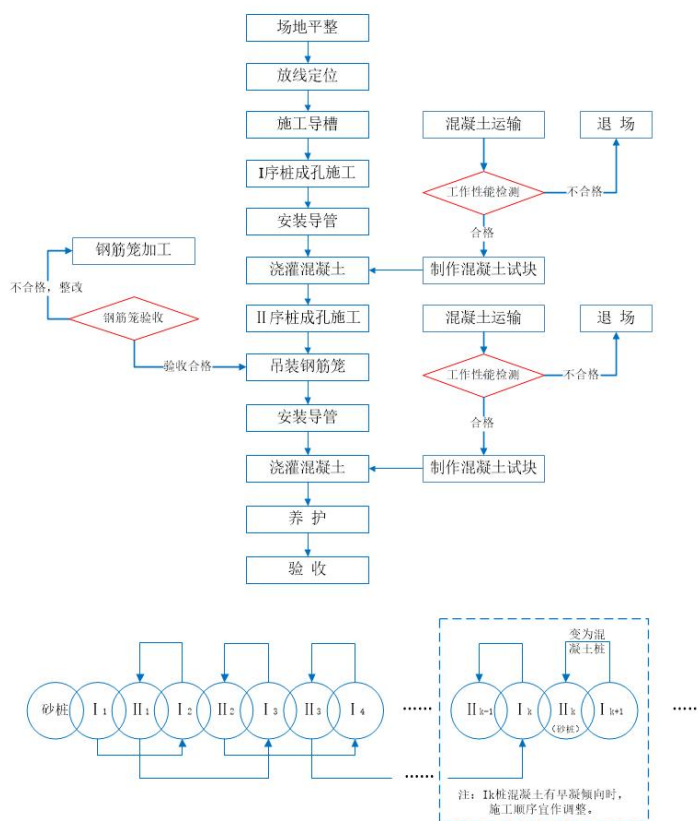 场地平整
放线定位
施工导槽
混凝土运输
退 场
Ⅰ序桩成孔施工
工作性能检测
不合格
安装导管
合格
钢筋笼加工
浇灌混凝土
制作混凝土试块
不合格，整改
钢筋笼验收
Ⅱ序桩成孔施工
混凝土运输
退 场
验收合格
吊装钢筋笼
工作性能检测
不合格
安装导管
合格
浇灌混凝土
制作混凝土试块
养 护
验 收
变为混
凝土桩
砂桩 Ⅰ1 Ⅱ1 Ⅰ2 Ⅱ2 Ⅰ3 Ⅱ3 Ⅰ4 …… Ⅱk-1 Ⅰk Ⅱk Ⅰk+1 ……
(砂桩)
……
注：Ik桩混凝土有早凝倾向时，
施工顺序宜作调整。